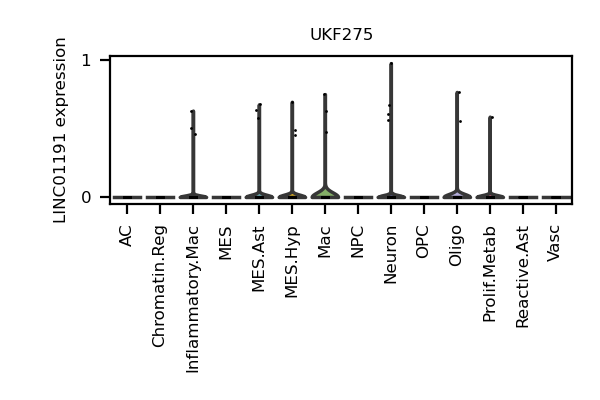 UKF275
LINC01191 expression
1
0
AC
Chromatin.Reg
Inflammatory.Mac
MES
MES.Ast
MES.Hyp
Mac
NPC
Neuron
OPC
Oligo
Prolif.Metab
Reactive.Ast
Vasc